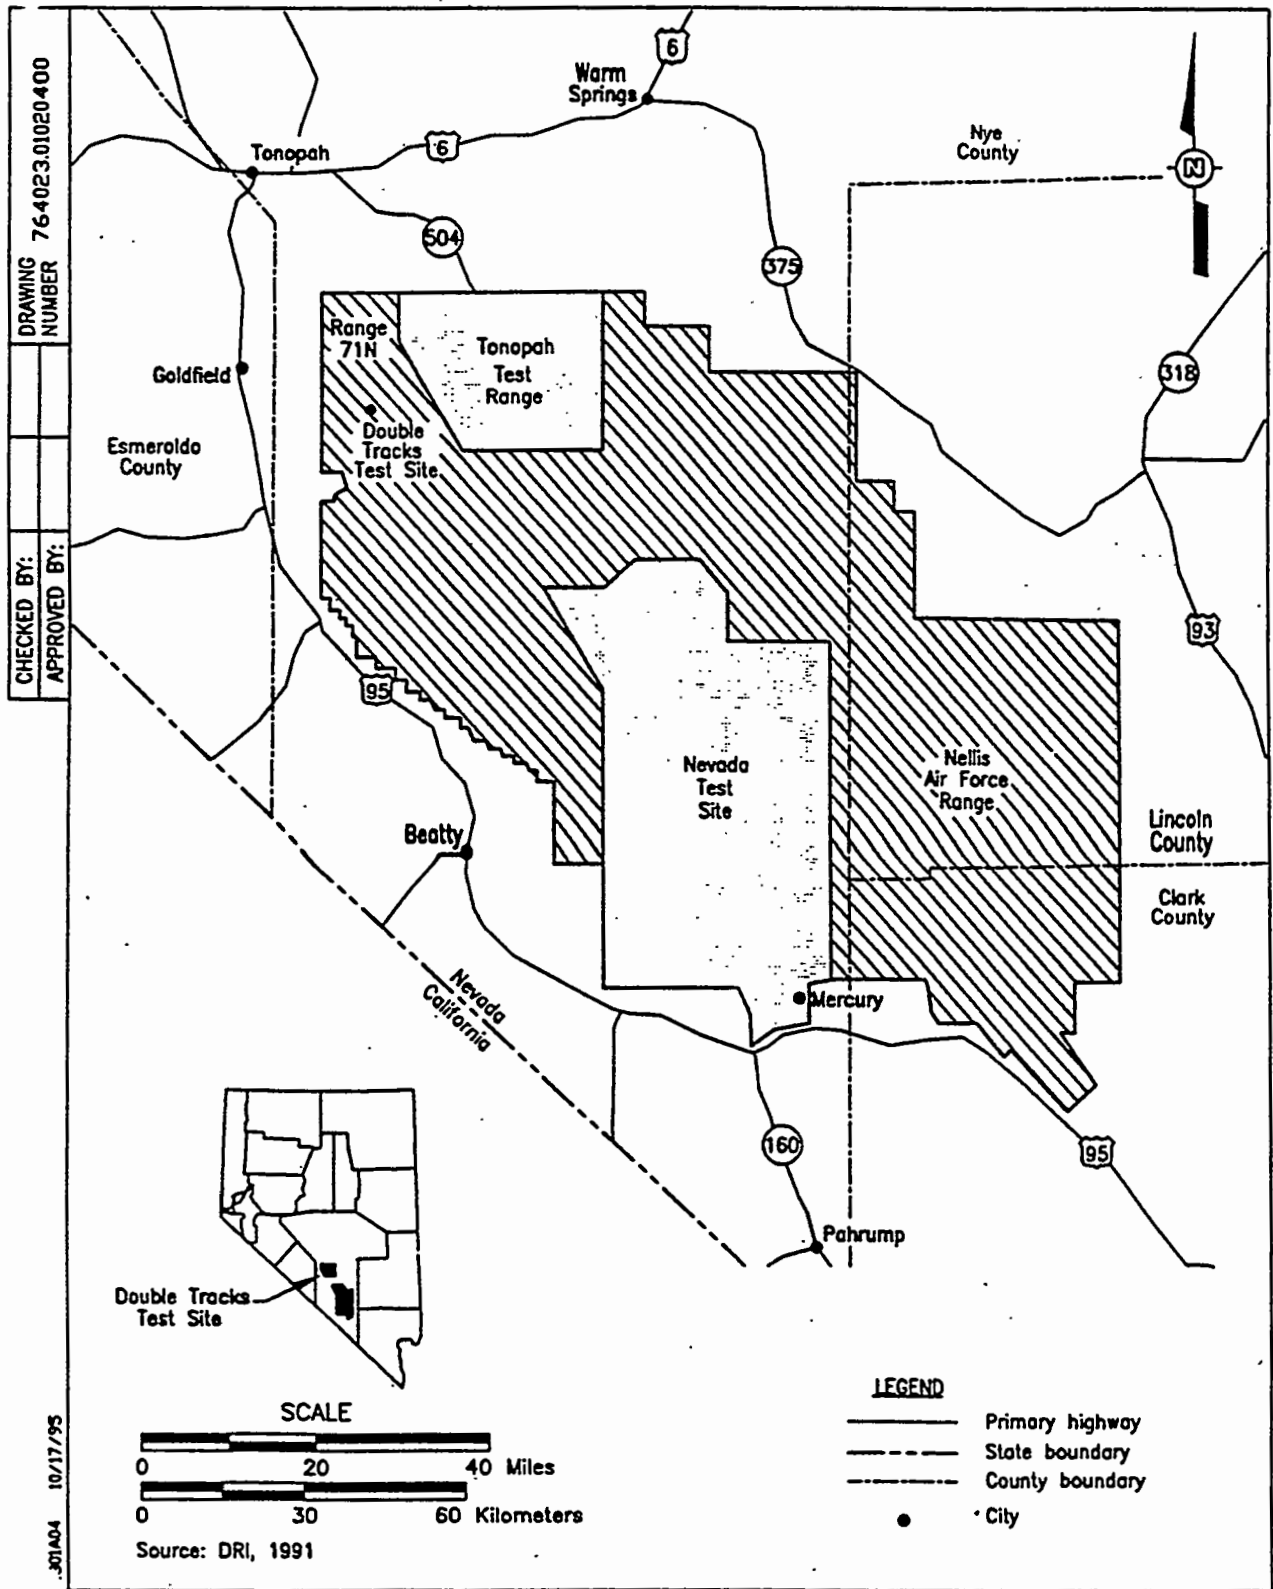 DRAWING
NUMBER 764023.01020400
CHECKED BY:
APPROVED BY:
.301A04 10/17/95
6
Warm
Springs
Tonopah
6
Nye
County
N
504
375
Range
71N
Tonopah
Test
Range
318
Goldfield
Double
Tracks
Test Site
Esmeralda
County
93
95
Nevada
Test
Site
Nellis
Air Force
Range
Beatty
Lincoln
County
Clark
County
Nevada
California
Mercury
160
95
Pahrump
Double Tracks
Test Site
SCALE
0 20 40 Miles
0 30 60 Kilometers
Source: DRI, 1991
LEGEND
Primary highway
State boundary
County boundary
City